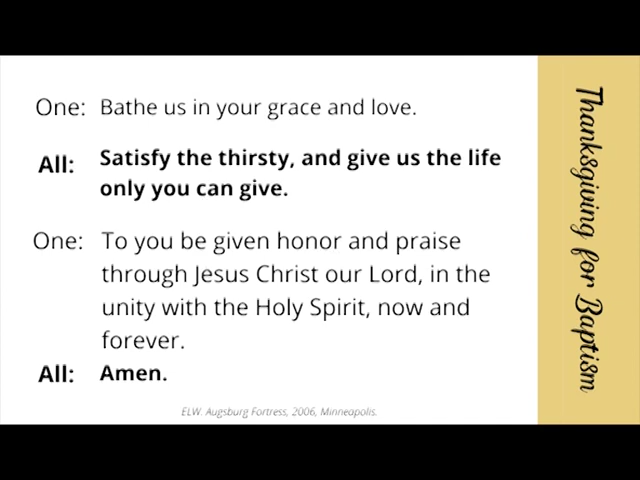 One: Bathe us in your grace and love.
All: Satisfy the thirsty, and give us the life
only you can give.
One: To you be given honor and praise
through Jesus Christ our Lord, in the
unity with the Holy Spirit, now and
forever.
All: Amen.
ELW. Augsburg Fortress, 2006, Minneapolis.
Thanksgiving for Baptism